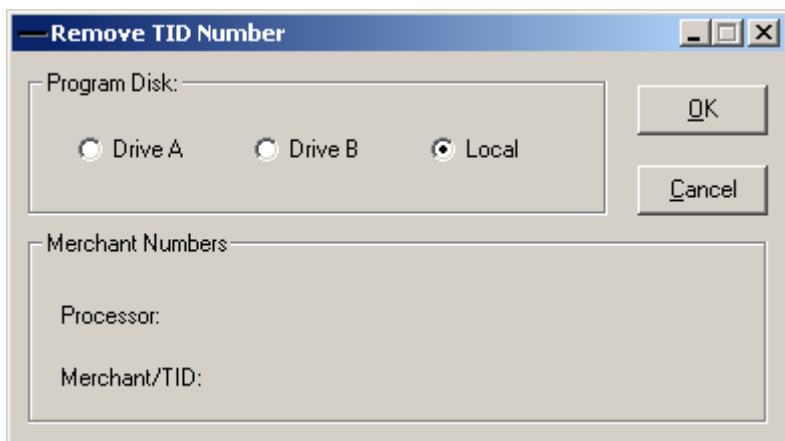 Remove TID Number
Program Disk:
Drive A Drive B Local
OK
Cancel
Merchant Numbers
Processor:
Merchant/TID: